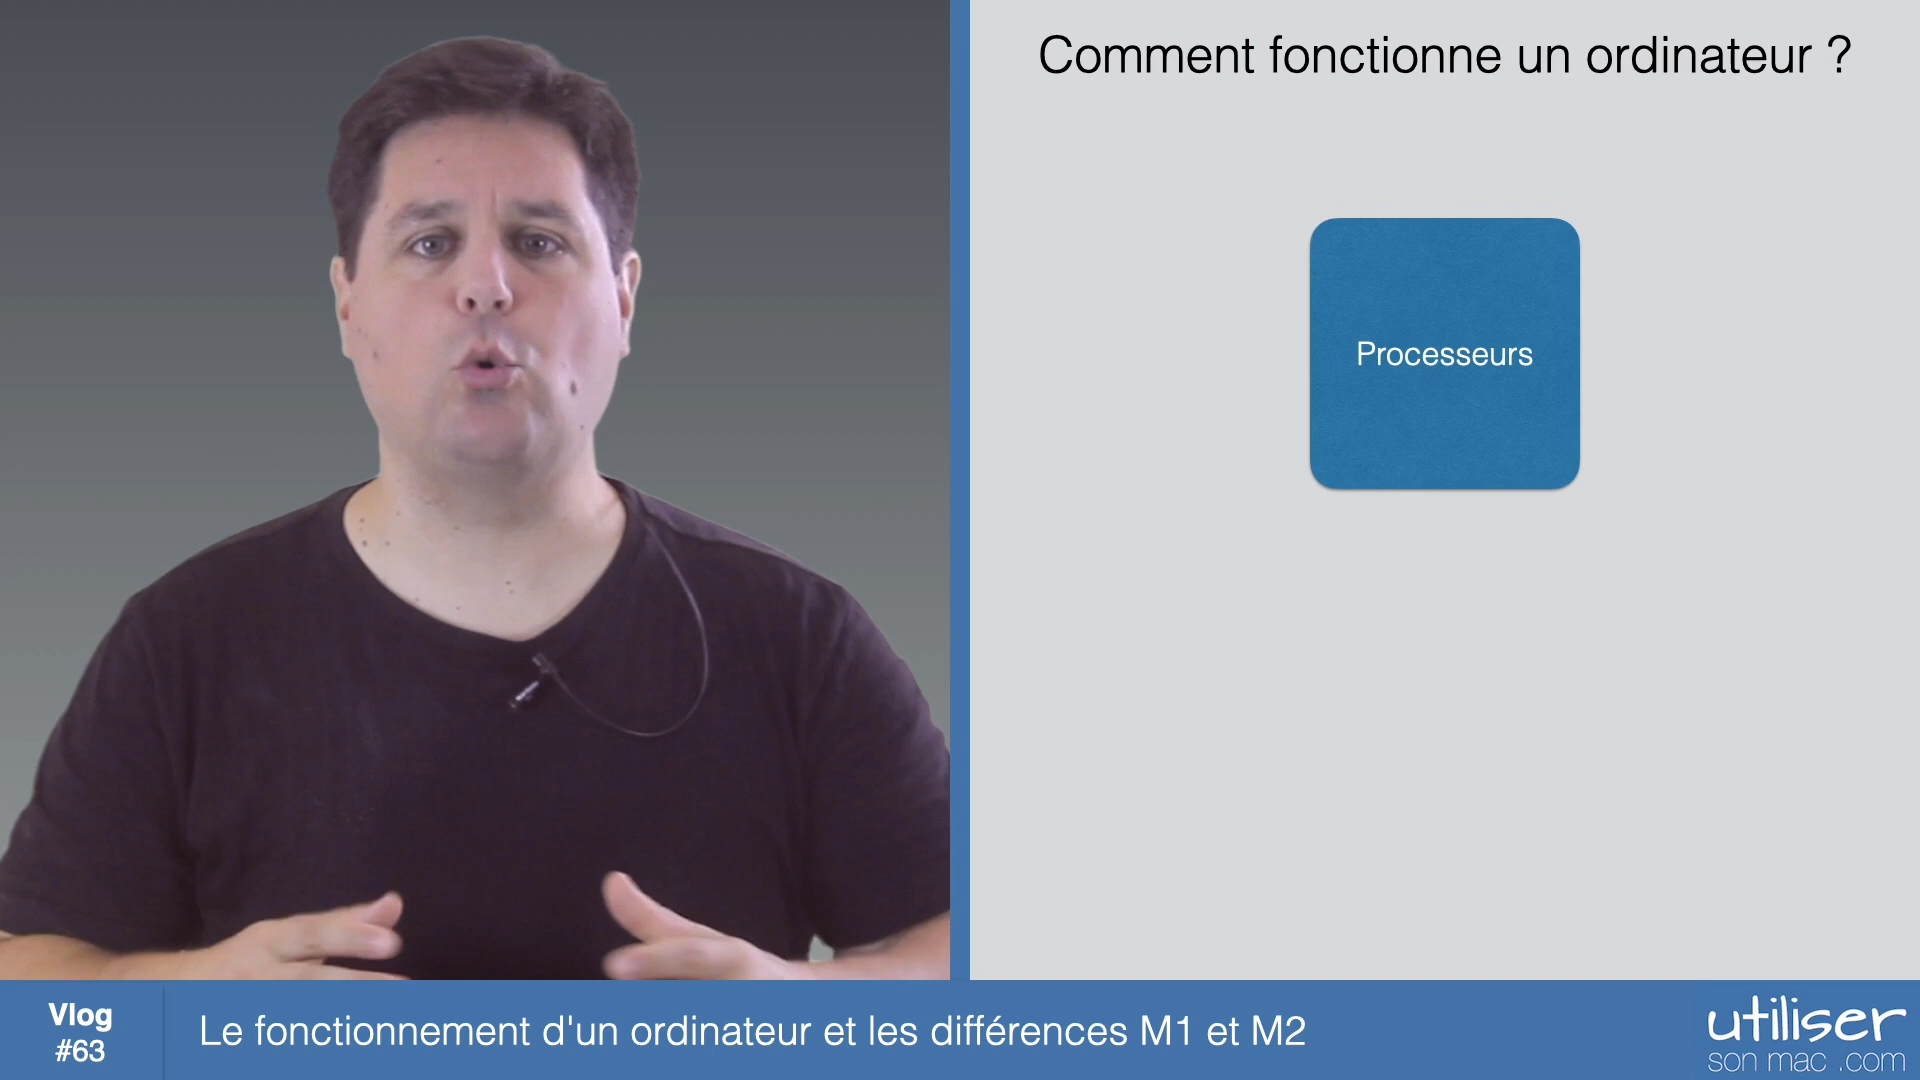 Comment fonctionne un ordinateur ?
Processeurs
Vlog
#63
Le fonctionnement d'un ordinateur et les différences M1 et M2
utiliser
son mac .com